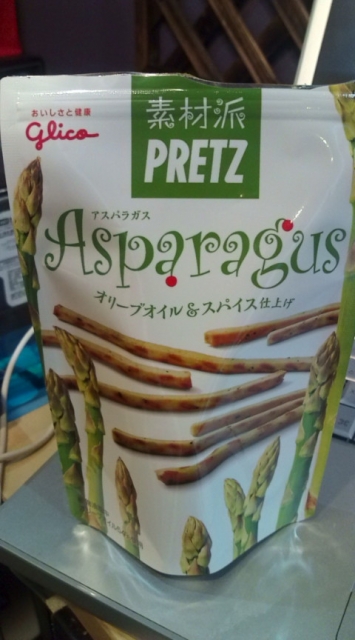 おいしさと健康
Glico
素材派
PRETZ
アスパラガス
Asparagus
オリーブオイル&スパイス仕上げ